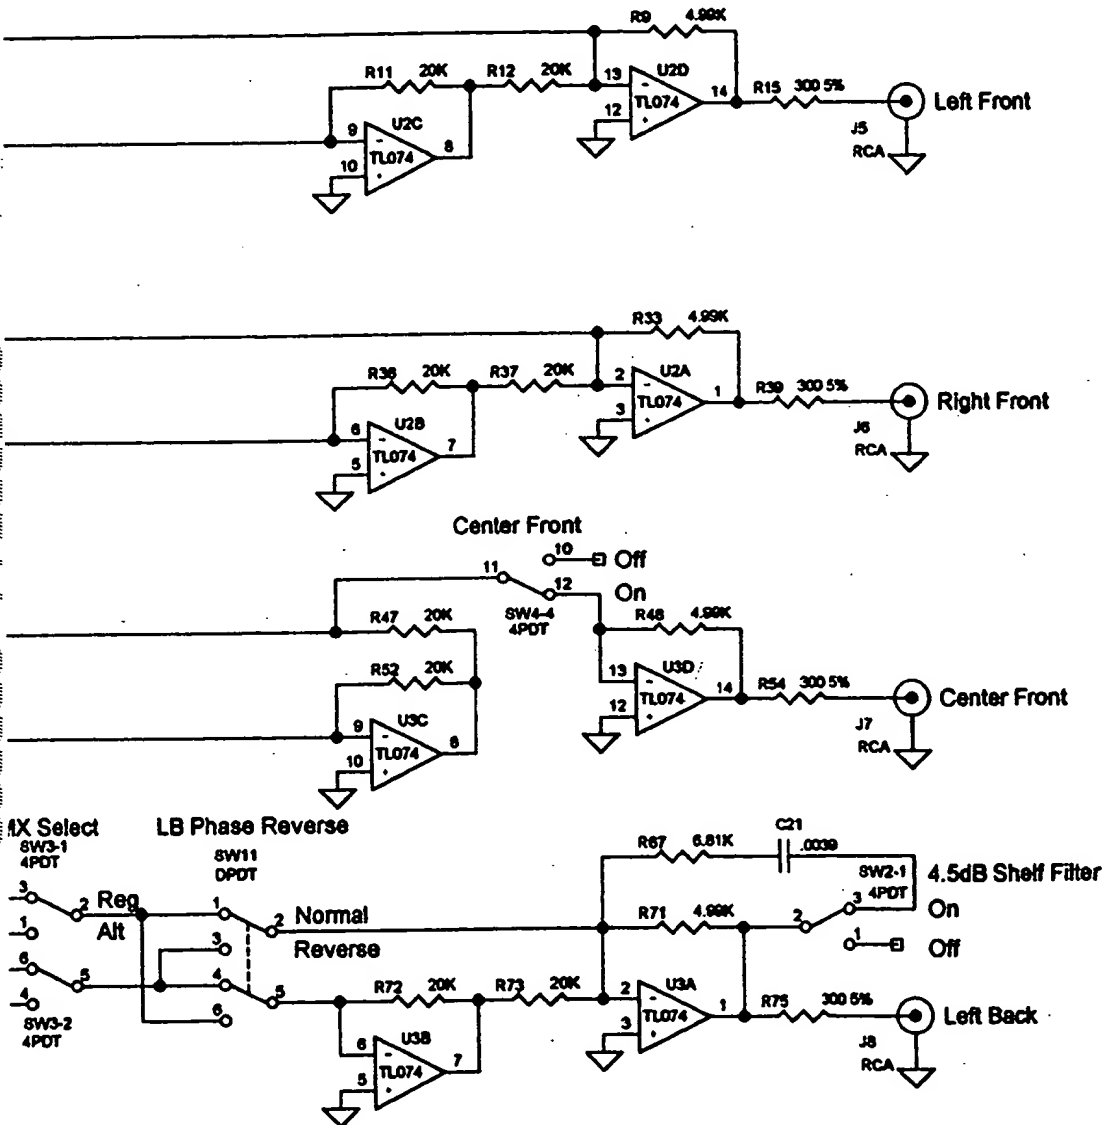 R9 4.99K
R11 20K R12 20K
13 U2D
TL074 14 R15 300 5% Left Front
12
U2C
9
TL074 8
10
J5
RCA
R33 4.99K
R36 20K R37 20K
2 U2A
TL074 1 R39 300 5% Right Front
3
U2B
6
TL074 7
5
J6
RCA
Center Front
10 Off
11
12 On
SW4-4
4PDT
R47 20K
R48 4.99K
R52 20K
13 U3D
TL074 14 R54 300 5% Center Front
12
U3C
9
TL074 8
10
J7
RCA
MX Select LB Phase Reverse
SW3-1
4PDT
SW11
DPDT
R67 6.81K C21 .0039
SW2-1
4PDT
4.5dB Shelf Filter
3 2 Reg 1 2 Normal
R71 4.99K 2 3 On
1 Alt 3 Reverse
1 Off
6 5 4 5
R72 20K R73 20K
4 6
SW3-2
4PDT
2 U3A
TL074 1 R75 300 5% Left Back
3
U3B
6
TL074 7
5
J8
RCA